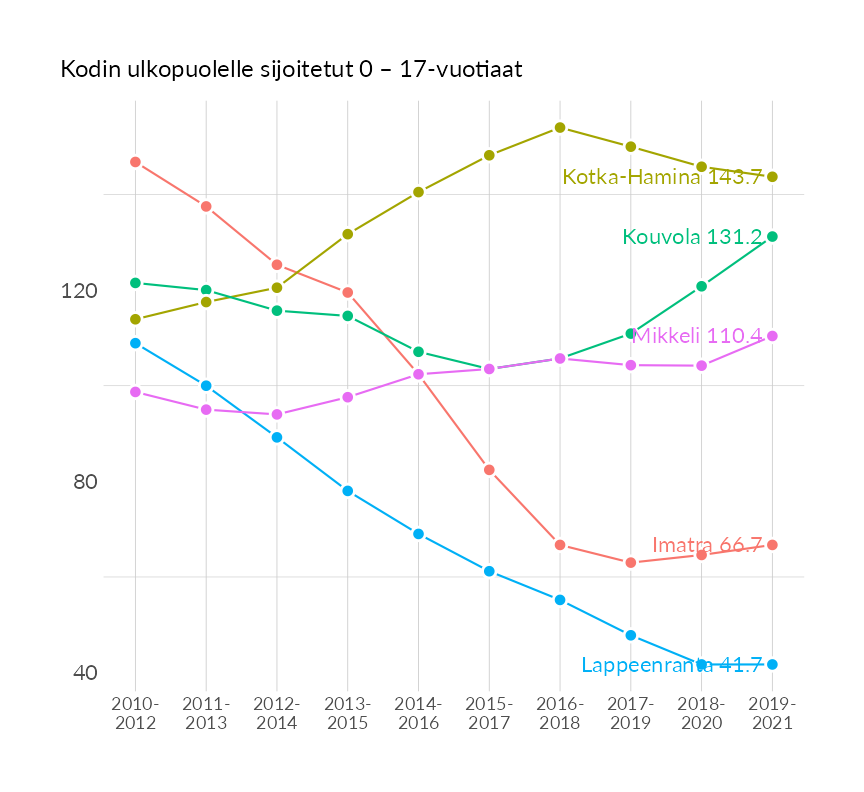 Kodin ulkopuolelle sijoitetut 0 – 17-vuotiaat
Kotka-Hamina 143.7
Kouvola 131.2
120
Mikkeli 110.4
80
Imatra 66.7
Lappeenranta 41.7
40
2010- 2011- 2012- 2013- 2014- 2015- 2016- 2017- 2018- 2019-
2012 2013 2014 2015 2016 2017 2018 2019 2020 2021